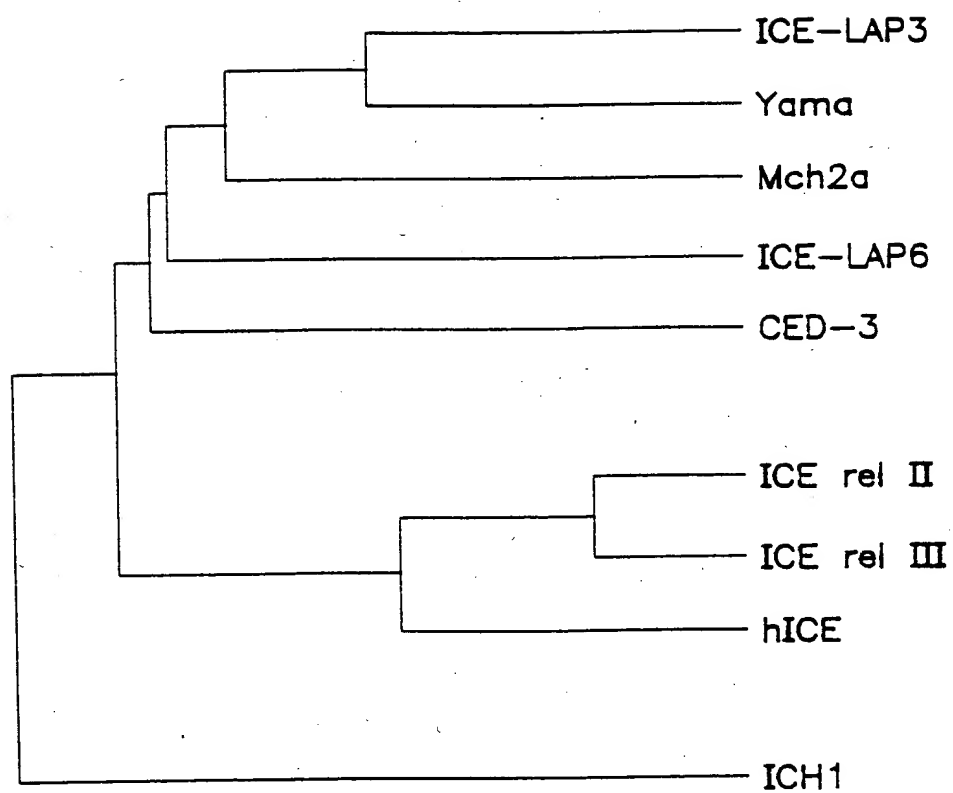 ICE-LAP3
Yama
Mch2a
ICE-LAP6
CED-3
ICE rel II
ICE rel III
hICE
ICH1